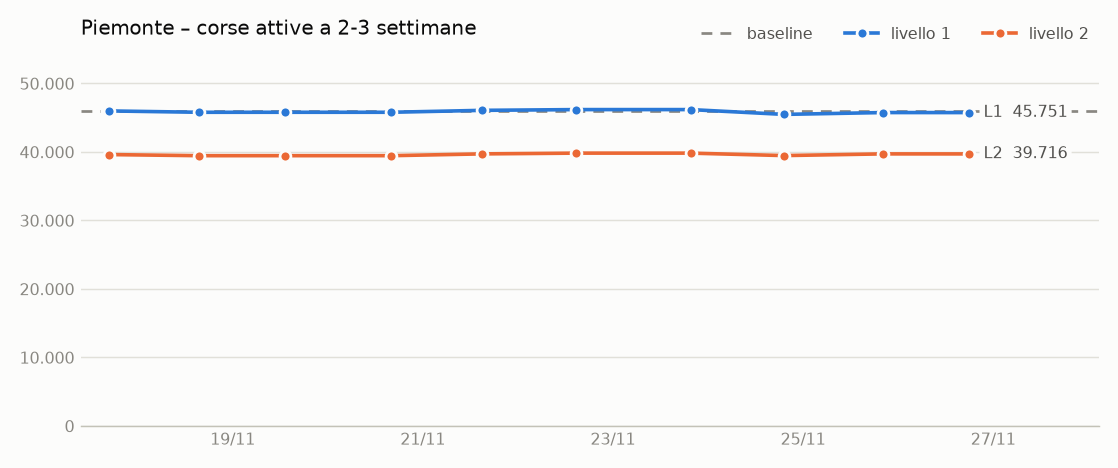 Piemonte – corse attive a 2-3 settimane
baseline
livello 1
livello 2
50.000
40.000
30.000
20.000
10.000
0
L1 45.751
L2 39.716
19/11
21/11
23/11
25/11
27/11